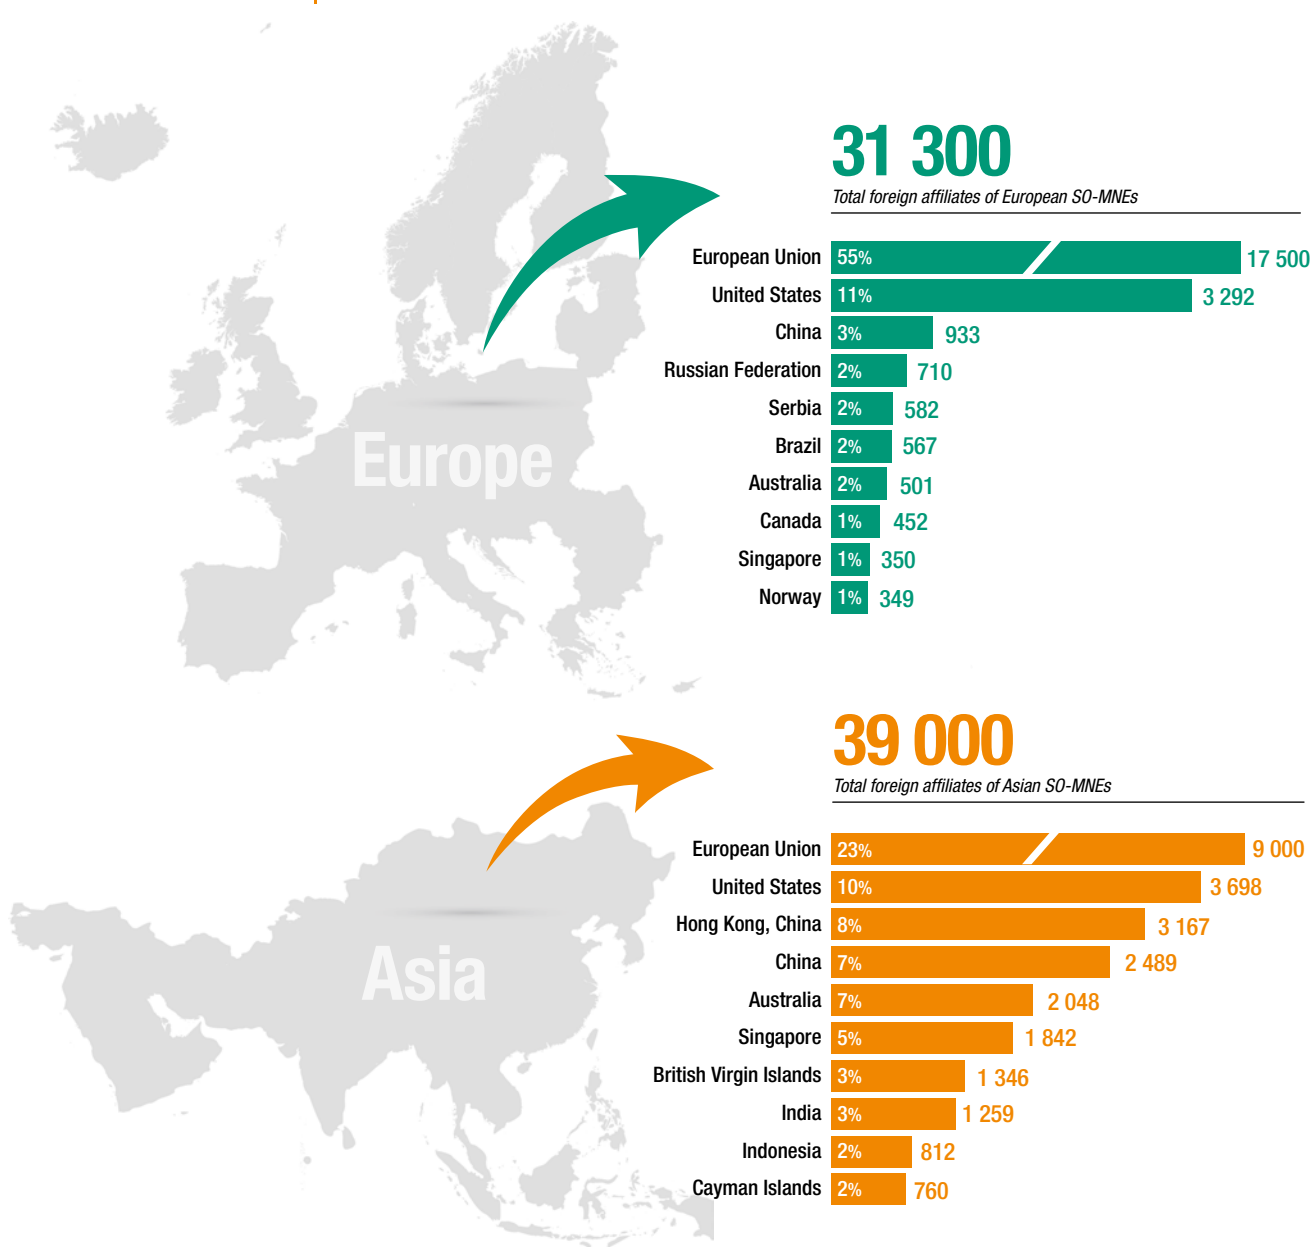 31 300
Total foreign affiliates of European SO-MNEs
European Union 55% 17 500
United States 11% 3 292
China 3% 933
Russian Federation 2% 710
Serbia 2% 582
Brazil 2% 567
Australia 2% 501
Canada 1% 452
Singapore 1% 350
Norway 1% 349
Europe
39 000
Total foreign affiliates of Asian SO-MNEs
European Union 23% 9 000
United States 10% 3 698
Hong Kong, China 8% 3 167
China 7% 2 489
Australia 7% 2 048
Singapore 5% 1 842
British Virgin Islands 3% 1 346
India 3% 1 259
Indonesia 2% 812
Cayman Islands 2% 760
Asia